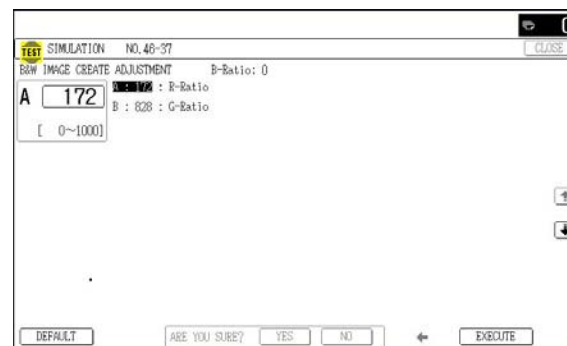 TEST SIMULATION NO.46-37
CLOSE
B&W IMAGE CREATE ADJUSTMENT B-Ratio: 0
A 172
A : 172 : R-Ratio
B : 828 : G-Ratio
[ 0~1000]
DEFAULT
ARE YOU SURE? YES NO
EXECUTE